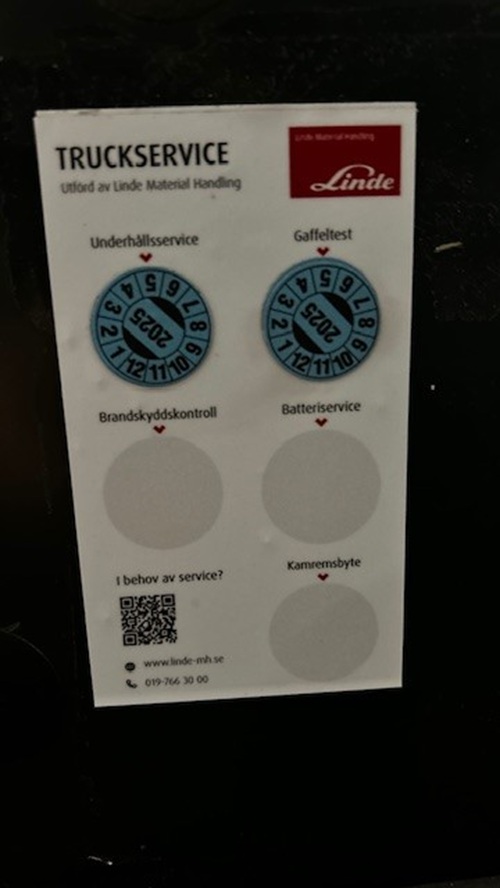 TRUCKSERVICE
Utförd av Linde Material Handling
Linde Material Handling
Linde
Underhållsservice
Gaffeltest
1 2 3 4 5 6 7 8 9 10 11 12
2025
1 2 3 4 5 6 7 8 9 10 11 12
2025
Brandskyddskontroll
Batteriservice
I behov av service?
Kamremsbyte
www.linde-mh.se
019-766 30 00